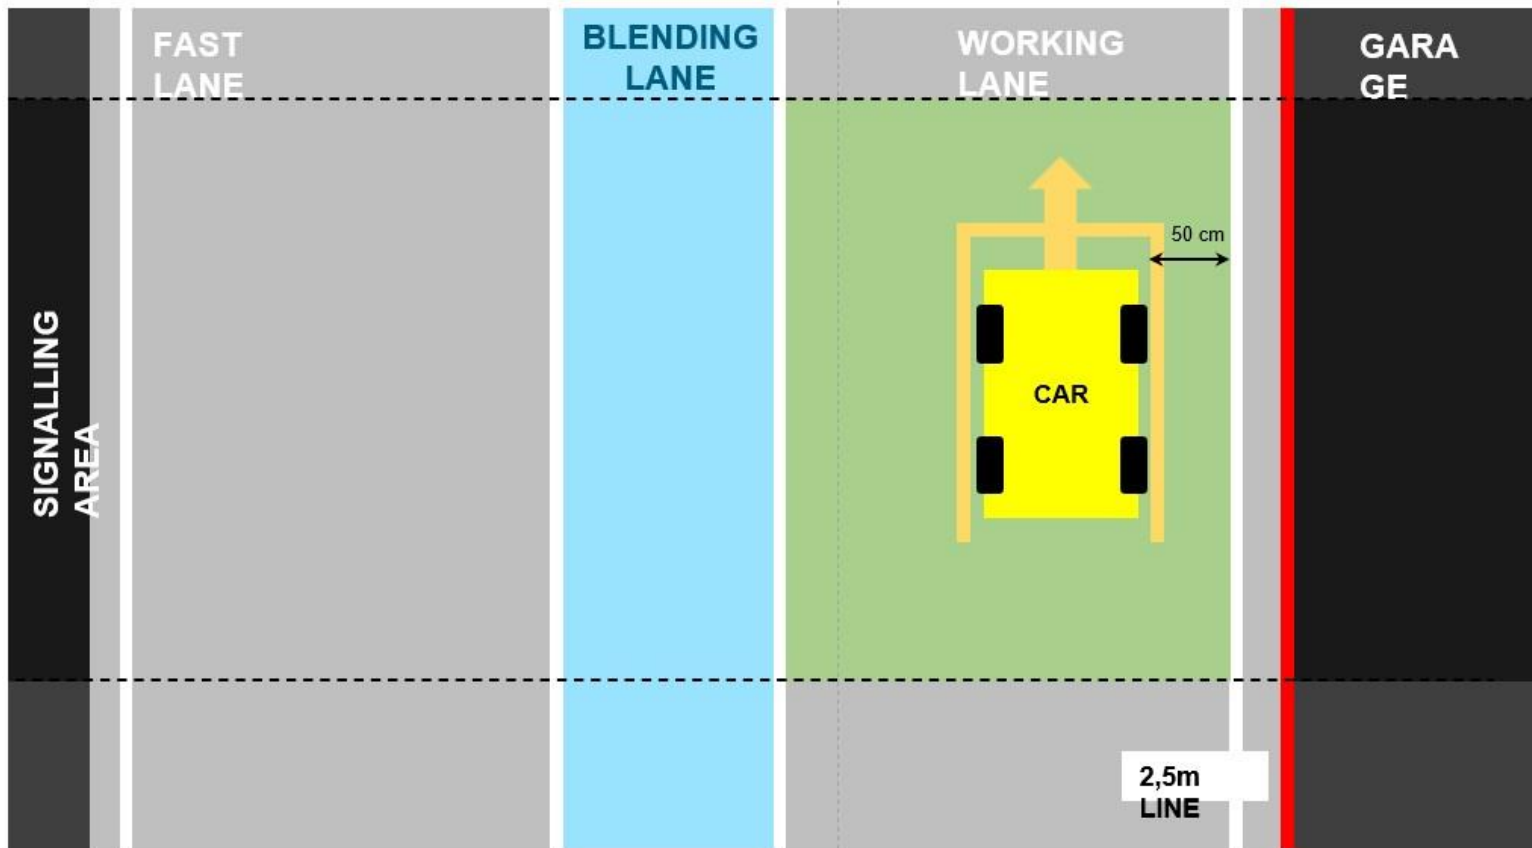 FAST
LANE
BLENDING
LANE
WORKING
LANE
GARA
GE
50 cm
SIGNALLING
AREA
CAR
2,5m
LINE